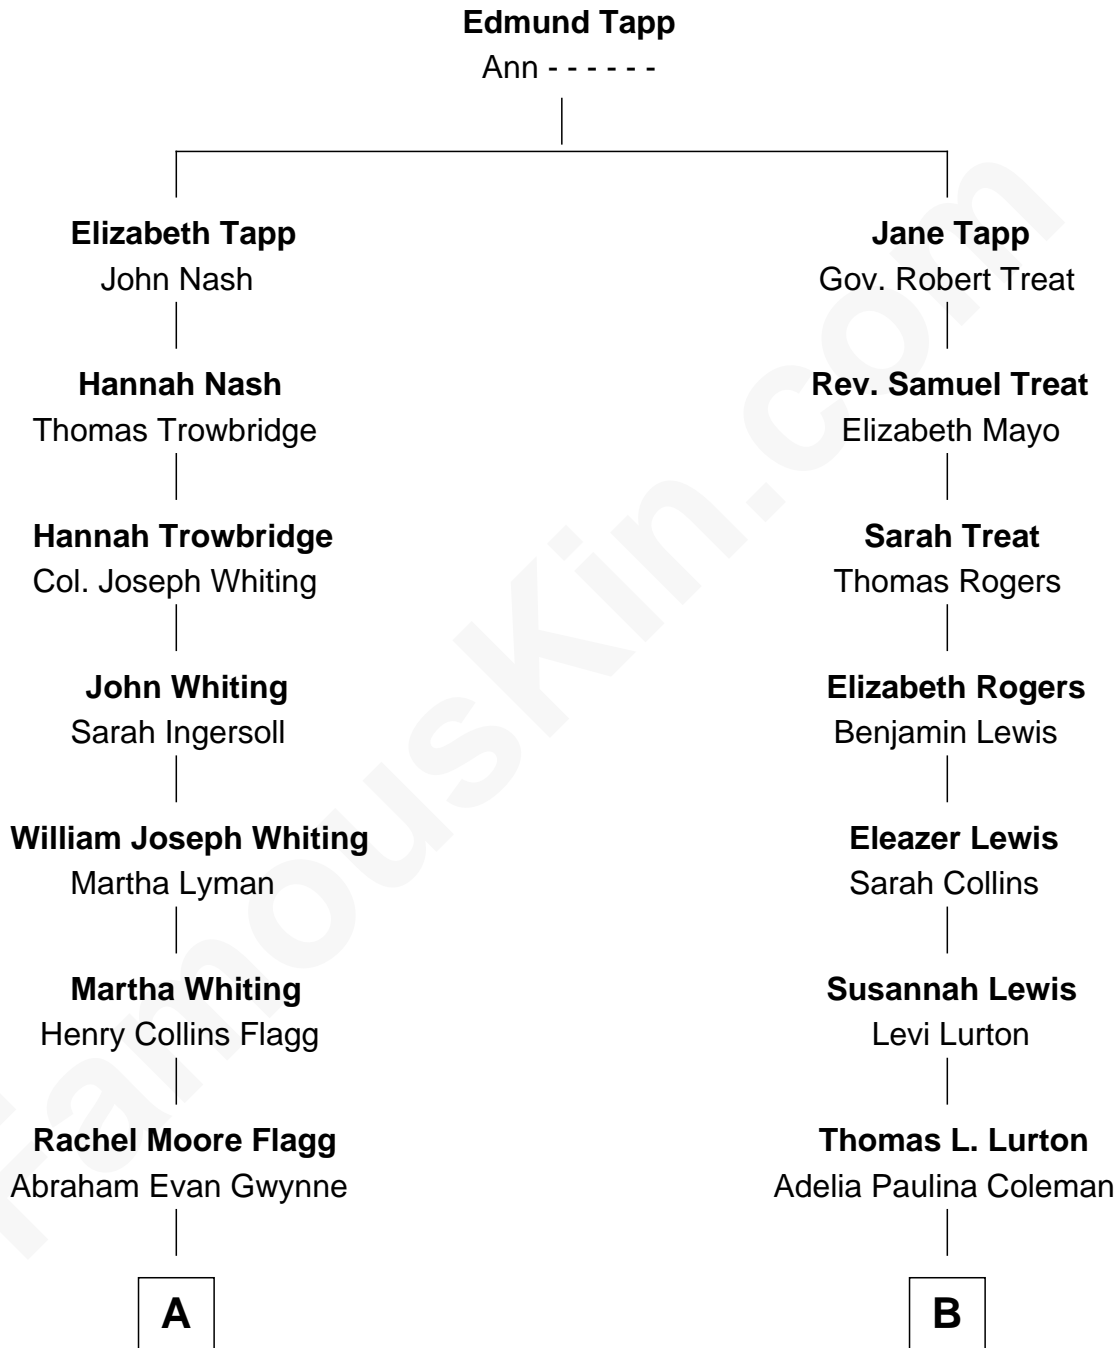 Edmund Tapp
Ann - - - - - -
Elizabeth Tapp
John Nash
Jane Tapp
Gov. Robert Treat
Hannah Nash
Thomas Trowbridge
Rev. Samuel Treat
Elizabeth Mayo
Hannah Trowbridge
Col. Joseph Whiting
Sarah Treat
Thomas Rogers
John Whiting
Sarah Ingersoll
Elizabeth Rogers
Benjamin Lewis
William Joseph Whiting
Martha Lyman
Eleazer Lewis
Sarah Collins
Martha Whiting
Henry Collins Flagg
Susannah Lewis
Levi Lurton
Rachel Moore Flagg
Abraham Evan Gwynne
Thomas L. Lurton
Adelia Paulina Coleman
A
B
FamousKin.com